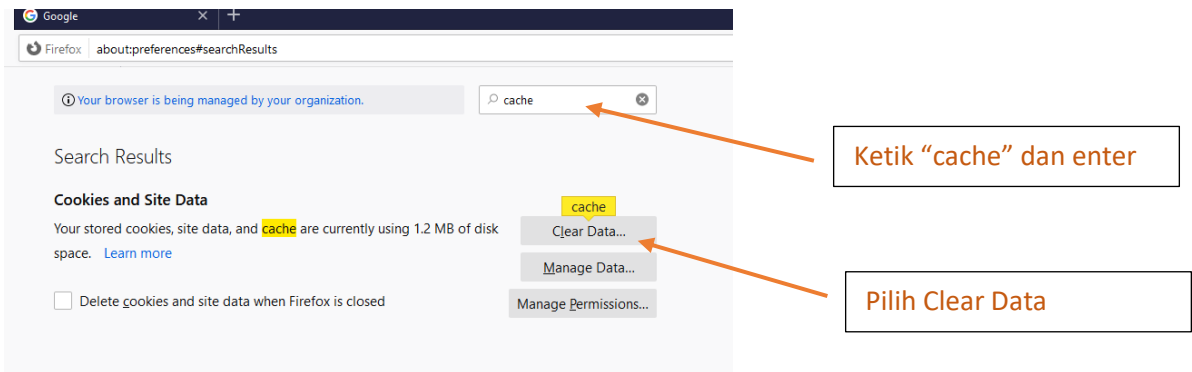 Google
Firefox about:preferences#searchResults
Your browser is being managed by your organization.
cache
Ketik “cache” dan enter
Search Results
Cookies and Site Data
cache
Your stored cookies, site data, and cache are currently using 1.2 MB of disk
space. Learn more
Clear Data...
Manage Data...
Pilih Clear Data
Delete cookies and site data when Firefox is closed
Manage Permissions...